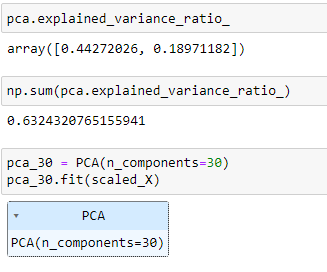 pca.explained_variance_ratio_
array([0.44272026, 0.18971182])
np.sum(pca.explained_variance_ratio_)
0.6324320765155941
pca_30 = PCA(n_components=30)
pca_30.fit(scaled_X)
PCA
PCA(n_components=30)